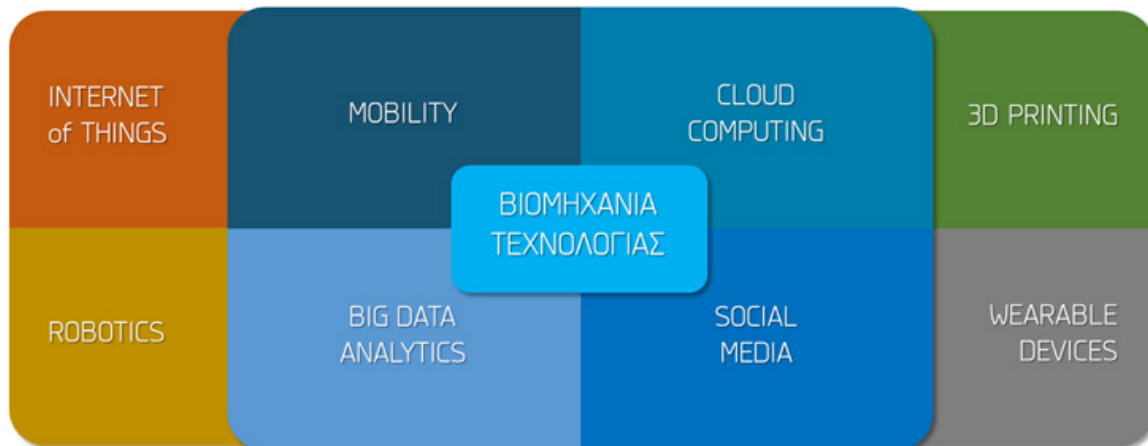 INTERNET
of THINGS
MOBILITY
CLOUD
COMPUTING
3D PRINTING
ΒΙΟΜΗΧΑΝΙΑ
ΤΕΧΝΟΛΟΓΙΑΣ
ROBOTICS
BIG DATA
ANALYTICS
SOCIAL
MEDIA
WEARABLE
DEVICES